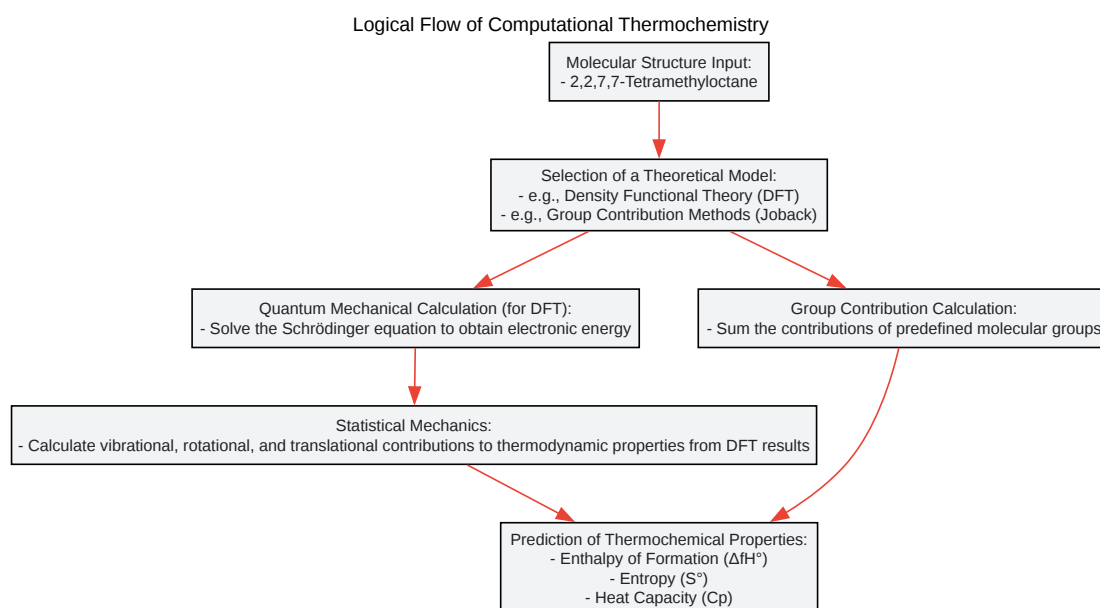 Logical Flow of Computational Thermochemistry
Molecular Structure Input:
- 2,2,7,7-Tetramethyloctane
Selection of a Theoretical Model:
- e.g., Density Functional Theory (DFT)
- e.g., Group Contribution Methods (Joback)
Quantum Mechanical Calculation (for DFT):
- Solve the Schrödinger equation to obtain electronic energy
Group Contribution Calculation:
- Sum the contributions of predefined molecular groups
Statistical Mechanics:
- Calculate vibrational, rotational, and translational contributions to thermodynamic properties from DFT results
Prediction of Thermochemical Properties:
- Enthalpy of Formation (ΔfH°)
- Entropy (S°)
- Heat Capacity (Cp)